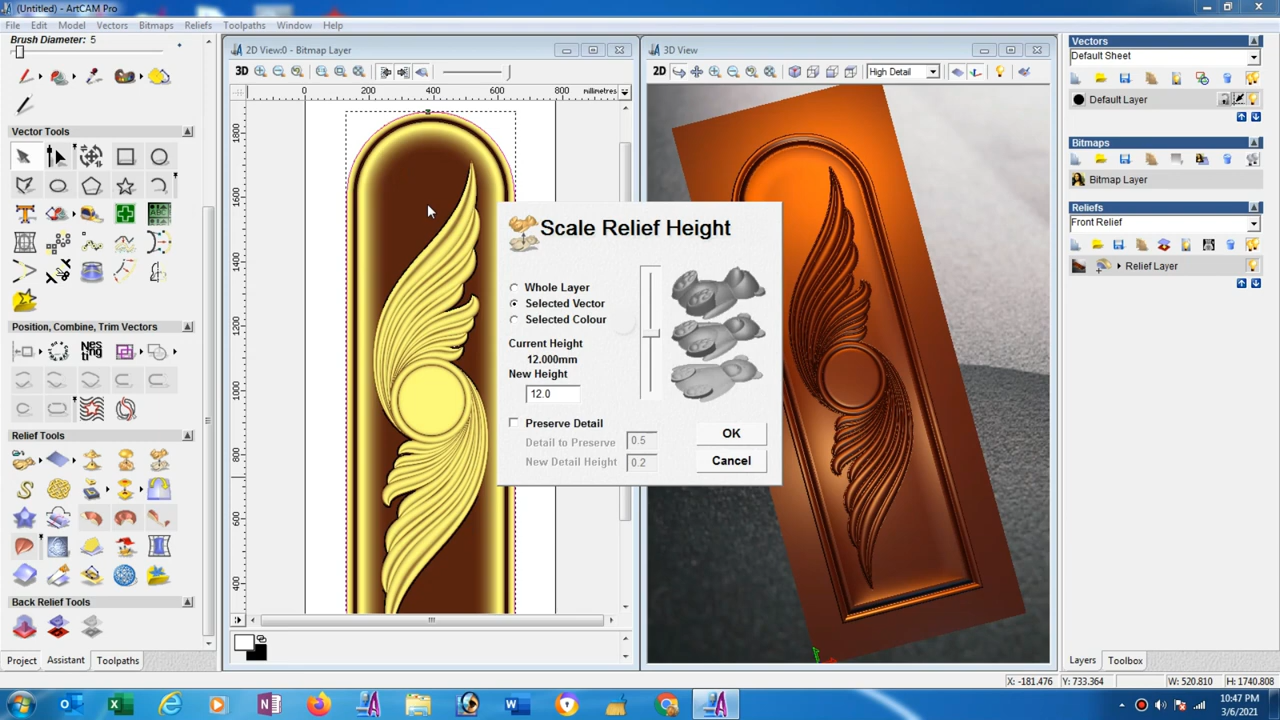 (Untitled) - ArtCAM Pro
File Edit Model Vectors Bitmaps Reliefs Toolpaths Window Help
Brush Diameter: 5
Vector Tools
Position, Combine, Trim Vectors
Relief Tools
Back Relief Tools
Project Assistant Toolpaths
2D View:0 - Bitmap Layer
3D
0 200 400 600 800 millimetres
1800
1600
1400
1200
1000
800
600
400
3D View
2D High Detail
Scale Relief Height
Whole Layer
Selected Vector
Selected Colour
Current Height
12.000mm
New Height
12.0
Preserve Detail
Detail to Preserve 0.5
New Detail Height 0.2
OK
Cancel
Vectors
Default Sheet
Default Layer
Bitmaps
Bitmap Layer
Reliefs
Front Relief
Relief Layer
Layers Toolbox
X: -181.476 Y: 733.364 W: 520.810 H: 1740.808
10:47 PM
3/6/2021